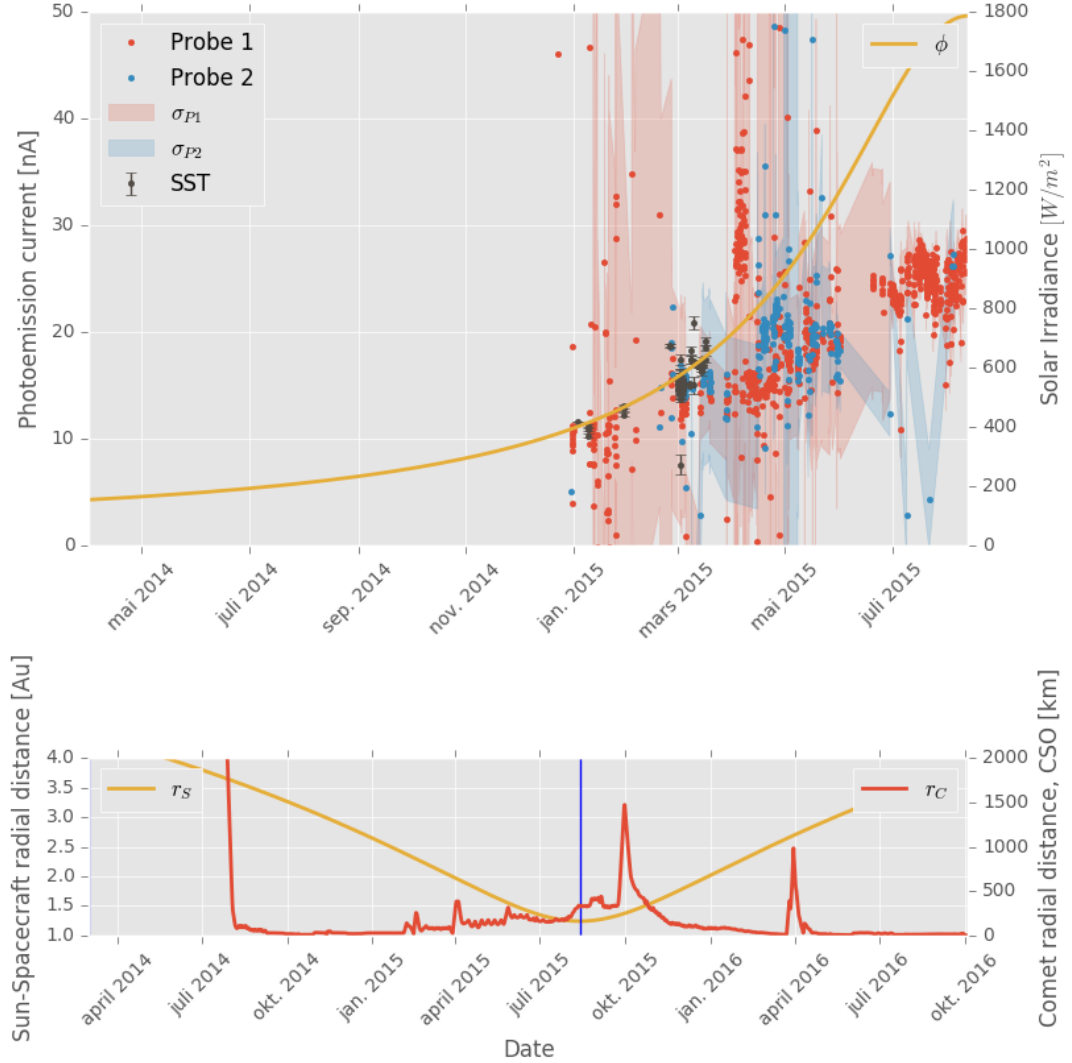 Photoemission current [nA]
50
40
30
20
10
0
Probe 1
Probe 2
σ_P1
σ_P2
SST
ϕ
1800
1600
1400
1200
1000
800
600
400
200
0
Solar Irradiance [W/m²]
mai 2014
juli 2014
sep. 2014
nov. 2014
jan. 2015
mars 2015
mai 2015
juli 2015
Sun-Spacecraft radial distance [Au]
4.0
3.5
3.0
2.5
2.0
1.5
1.0
r_S
r_C
2000
1500
1000
500
0
Comet radial distance, CSO [km]
april 2014
juli 2014
okt. 2014
jan. 2015
april 2015
juli 2015
okt. 2015
jan. 2016
april 2016
juli 2016
okt. 2016
Date